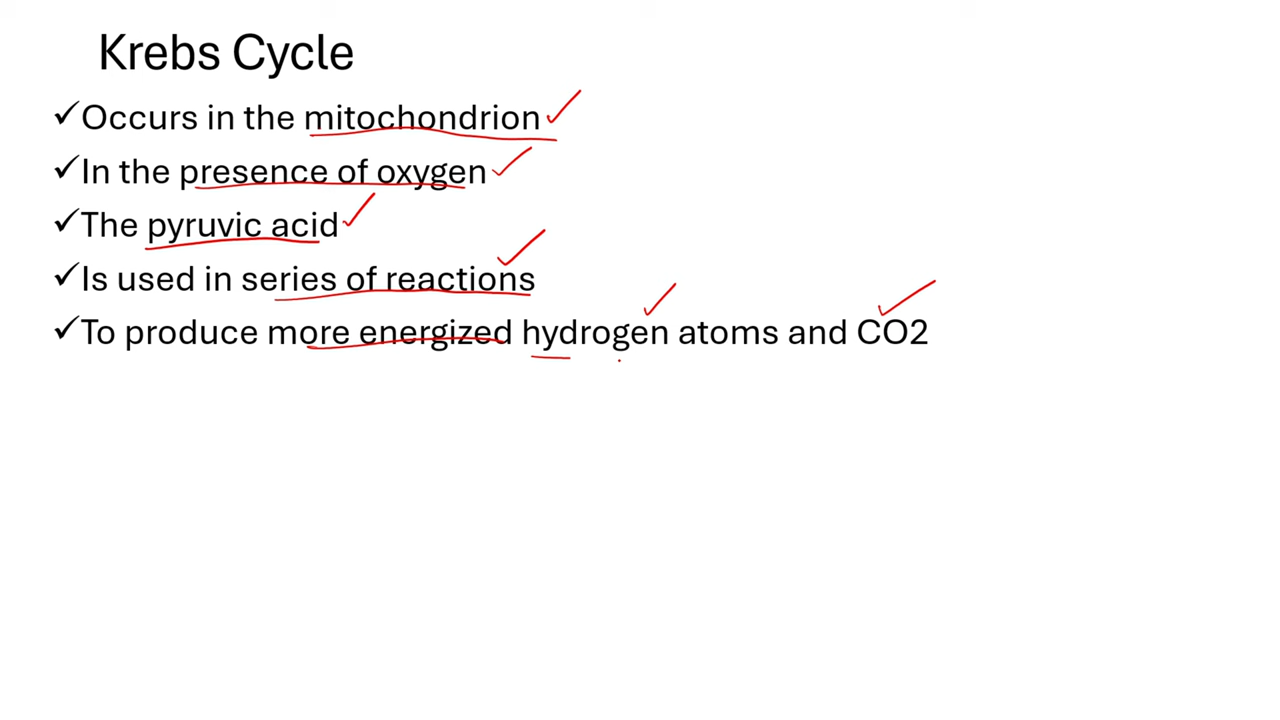 Krebs Cycle
✓Occurs in the mitochondrion
✓In the presence of oxygen
✓The pyruvic acid
✓Is used in series of reactions
✓To produce more energized hydrogen atoms and CO2